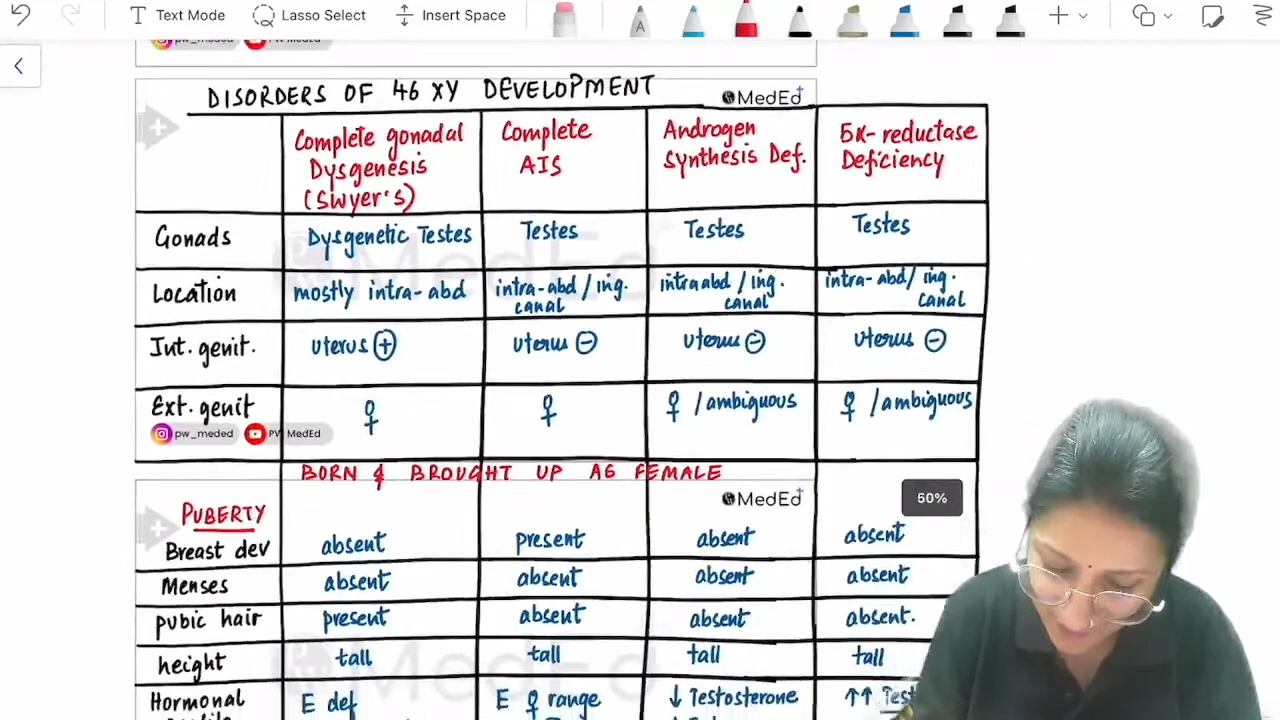 Text Mode Lasso Select Insert Space
pw_meded PW MedEd
DISORDERS OF 46 XY DEVELOPMENT MedEd
Complete gonadal Dysgenesis (Swyer's)
Complete AIS
Androgen Synthesis Def.
5α-reductase Deficiency
Gonads Dysgenetic Testes Testes Testes Testes
Location mostly intra-abd intra-abd / ing. canal intraabd / ing. canal intra-abd / ing. canal
Int. genit. uterus ⊕ uterus ⊖ uterus ⊖ uterus ⊖
Ext. genit ♀ ♀ ♀ / ambiguous ♀ / ambiguous
pw_meded PW MedEd
BORN & BROUGHT UP AS FEMALE
MedEd
50%
PUBERTY
Breast dev absent present absent absent
Menses absent absent absent absent
pubic hair present absent absent absent.
height tall tall tall tall
Hormonal E def E ♀ range ↓ Testosterone ↑↑ Test